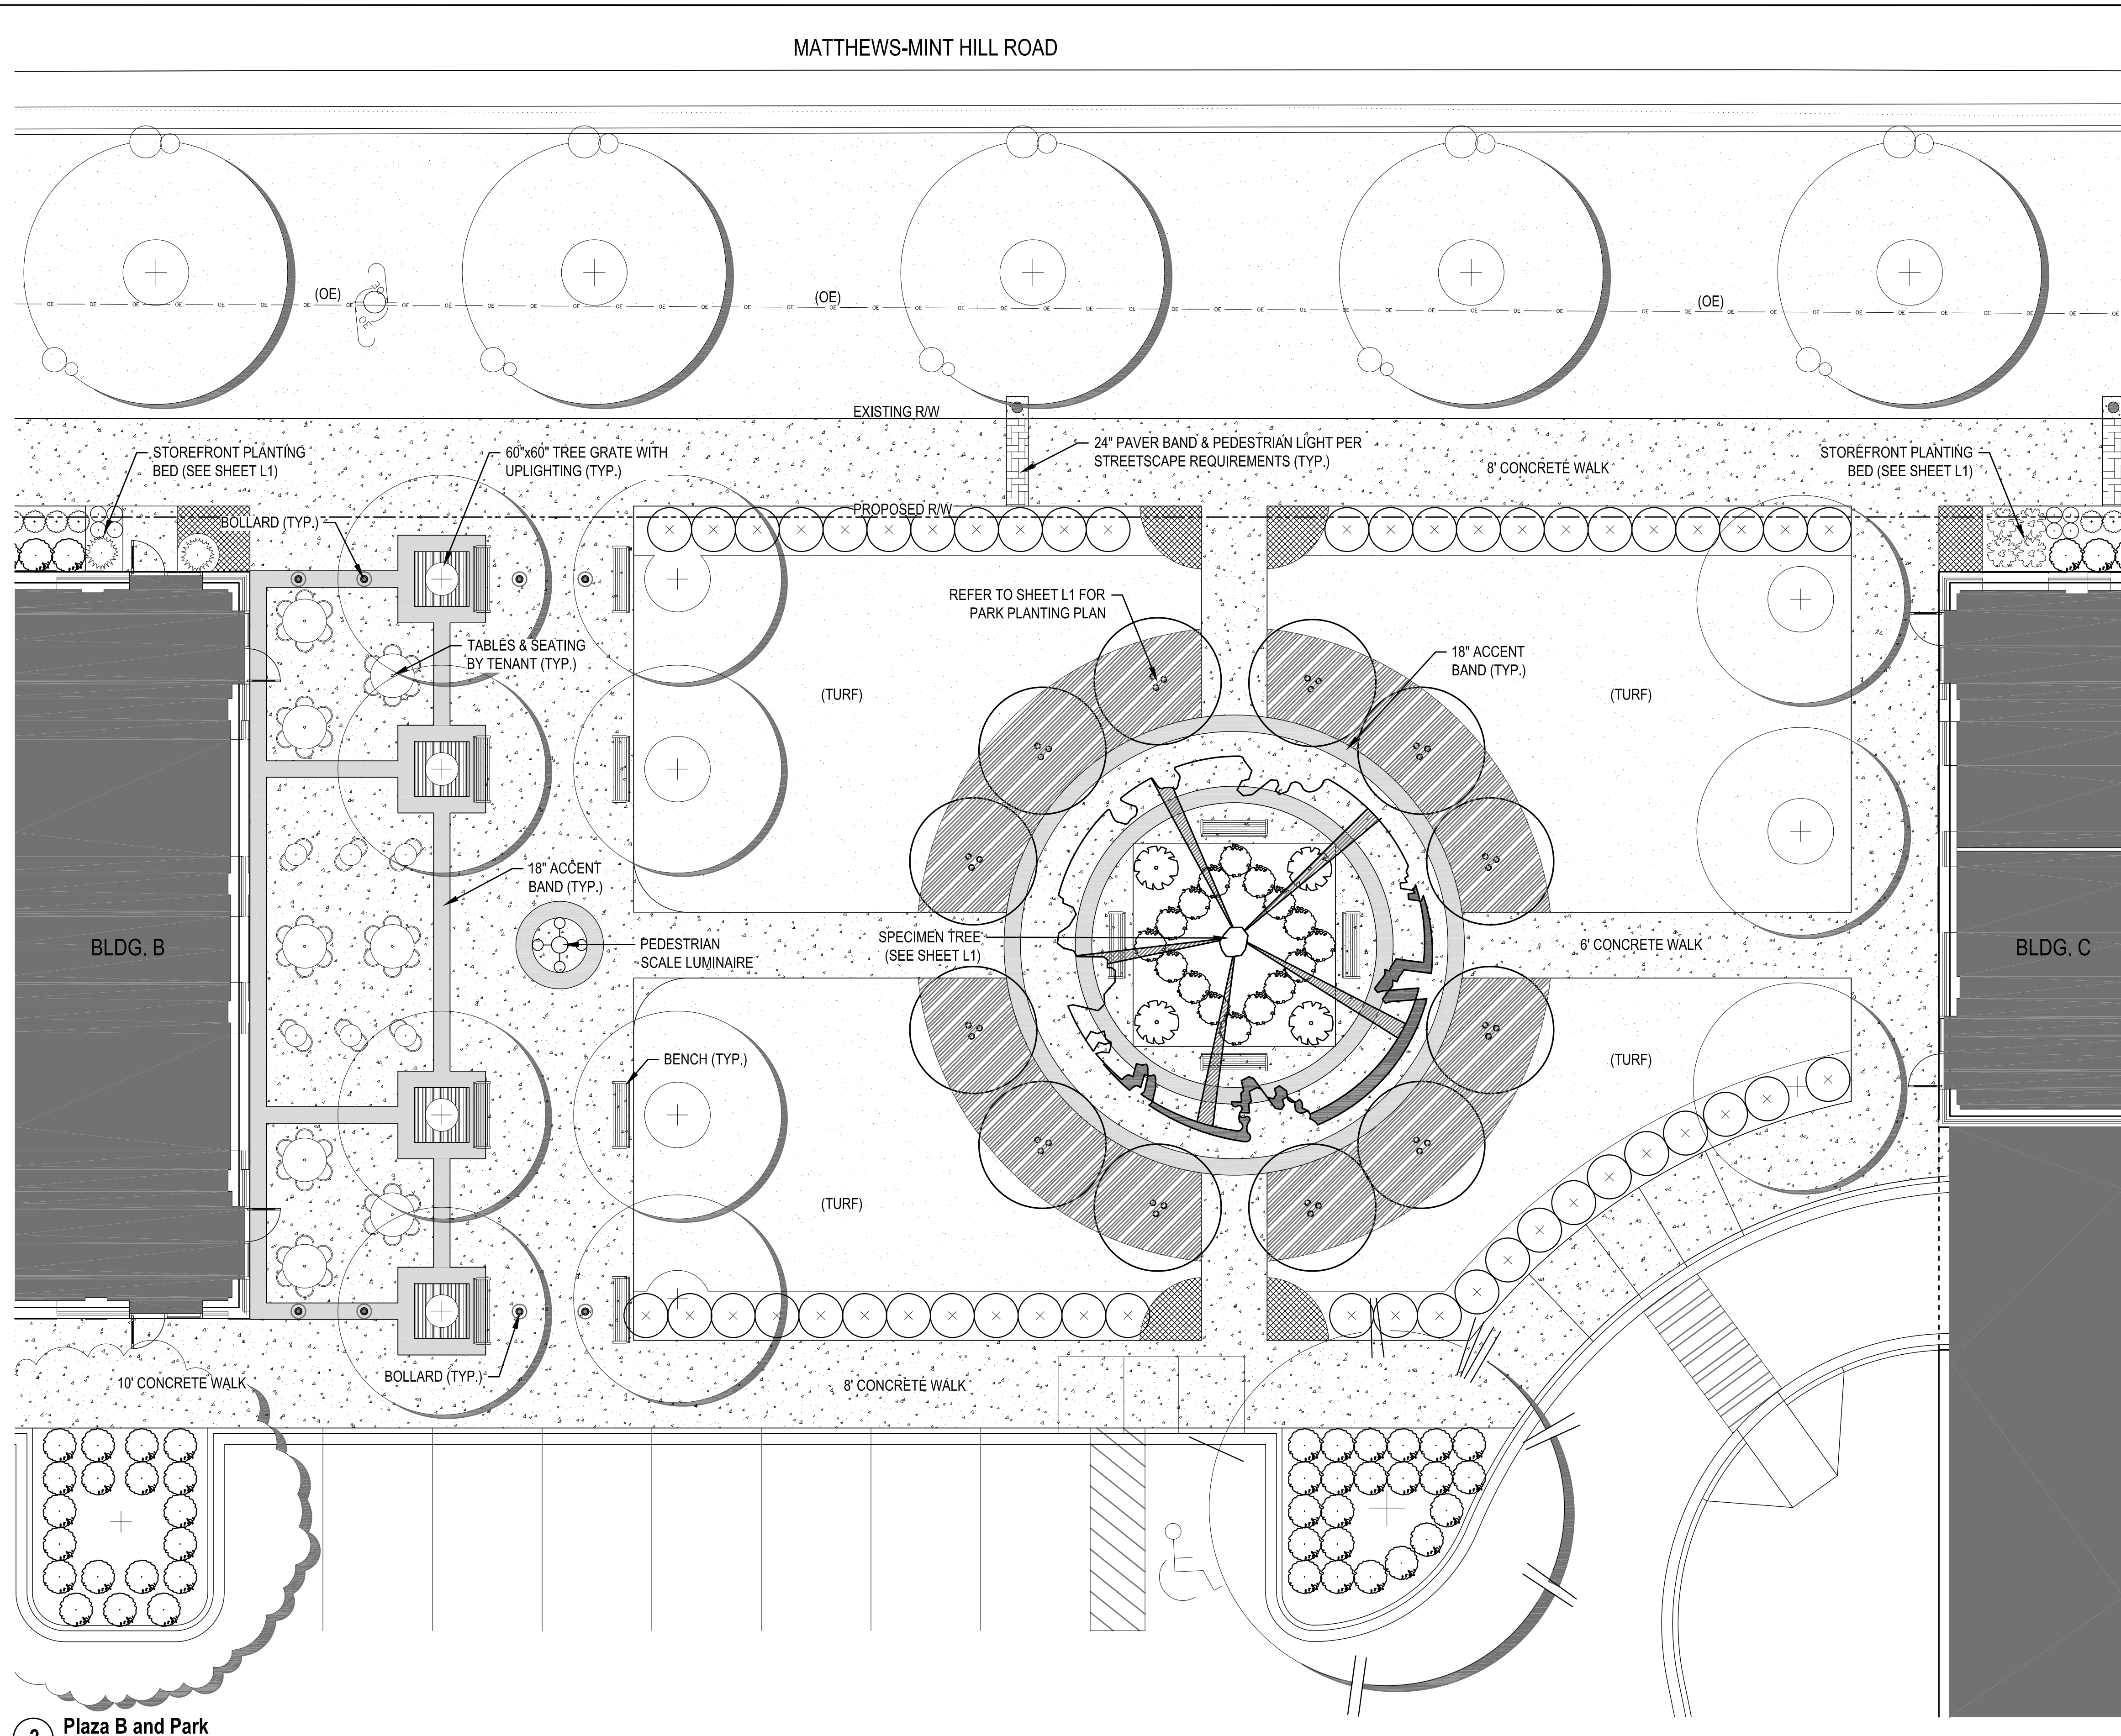 MATTHEWS-MINT HILL ROAD
(OE)
(OE)
(OE)
OE
OE
EXISTING R/W
STOREFRONT PLANTING
BED (SEE SHEET L1)
60"x60" TREE GRATE WITH
UPLIGHTING (TYP.)
24" PAVER BAND & PEDESTRIAN LIGHT PER
STREETSCAPE REQUIREMENTS (TYP.)
8' CONCRETE WALK
STOREFRONT PLANTING
BED (SEE SHEET L1)
PROPOSED R/W
BOLLARD (TYP.)
REFER TO SHEET L1 FOR
PARK PLANTING PLAN
TABLES & SEATING
BY TENANT (TYP.)
18" ACCENT
BAND (TYP.)
(TURF)
(TURF)
18" ACCENT
BAND (TYP.)
BLDG. B
PEDESTRIAN
SCALE LUMINAIRE
SPECIMEN TREE
(SEE SHEET L1)
6' CONCRETE WALK
BLDG. C
BENCH (TYP.)
(TURF)
(TURF)
BOLLARD (TYP.)
10' CONCRETE WALK
8' CONCRETE WALK
Plaza B and Park